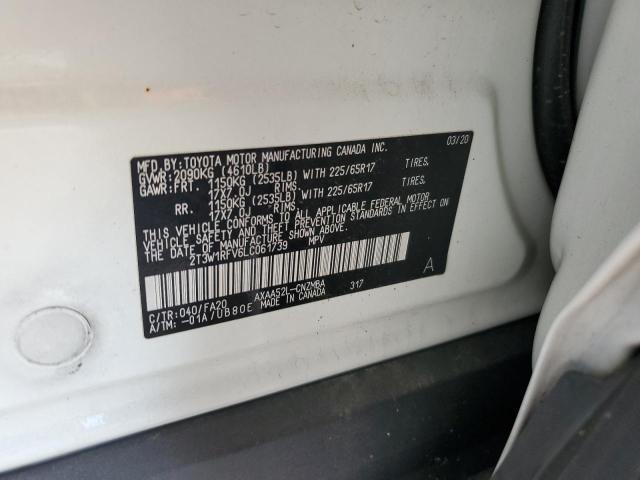 MFD.BY:TOYOTA MOTOR MANUFACTURING CANADA INC. 03/20
GVWR:2090KG (4610LB)
GAWR:FRT. 1150KG (2535LB) WITH 225/65R17 TIRES,
17X7.0J RIMS
RR. 1150KG (2535LB) WITH 225/65R17 TIRES,
17X7.0J RIMS
THIS VEHICLE CONFORMS TO ALL APPLICABLE FEDERAL MOTOR
VEHICLE SAFETY AND THEFT PREVENTION STANDARDS IN EFFECT ON
THE DATE OF MANUFACTURE SHOWN ABOVE.
2T3W1RFV6LC061739 MPV
A
C/TR:040/FA20 AXAA52L-CNZMBA 317
A/TM:-01A/UB80E MADE IN CANADA